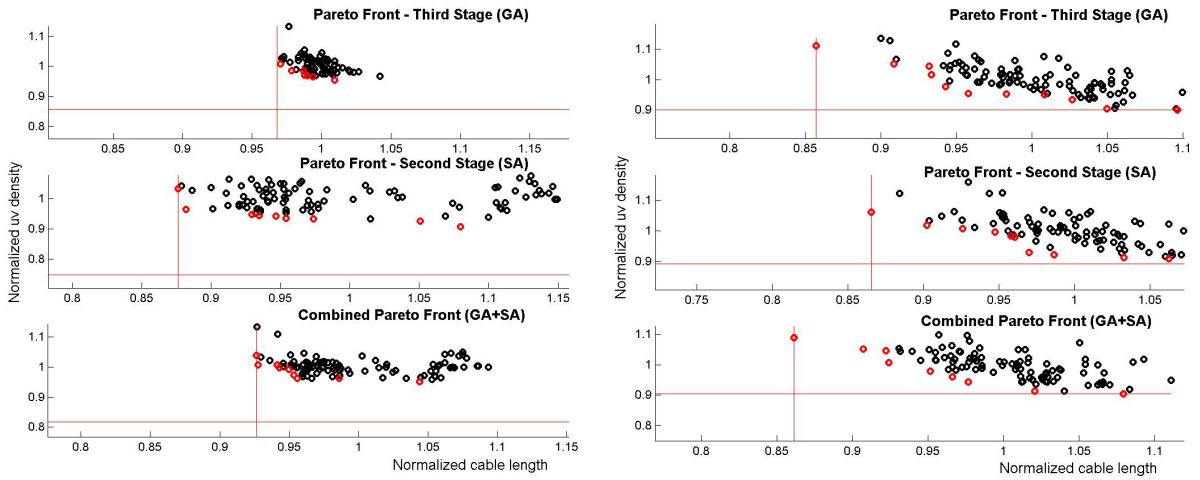 Pareto Front - Third Stage (GA)
1.1
1
0.9
0.8
0.85 0.9 0.95 1 1.05 1.1 1.15
Pareto Front - Second Stage (SA)
1
0.9
0.8
0.8 0.85 0.9 0.95 1 1.05 1.1 1.15
Combined Pareto Front (GA+SA)
1.1
1
0.9
0.8
0.8 0.85 0.9 0.95 1 1.05 1.1 1.15
Normalized uv density
Normalized cable length
Pareto Front - Third Stage (GA)
1.1
1
0.9
0.8 0.85 0.9 0.95 1 1.05 1.1
Pareto Front - Second Stage (SA)
1.1
1
0.9
0.75 0.8 0.85 0.9 0.95 1 1.05
Combined Pareto Front (GA+SA)
1.1
1
0.9
0.8
0.8 0.85 0.9 0.95 1 1.05 1.1
Normalized uv density
Normalized cable length